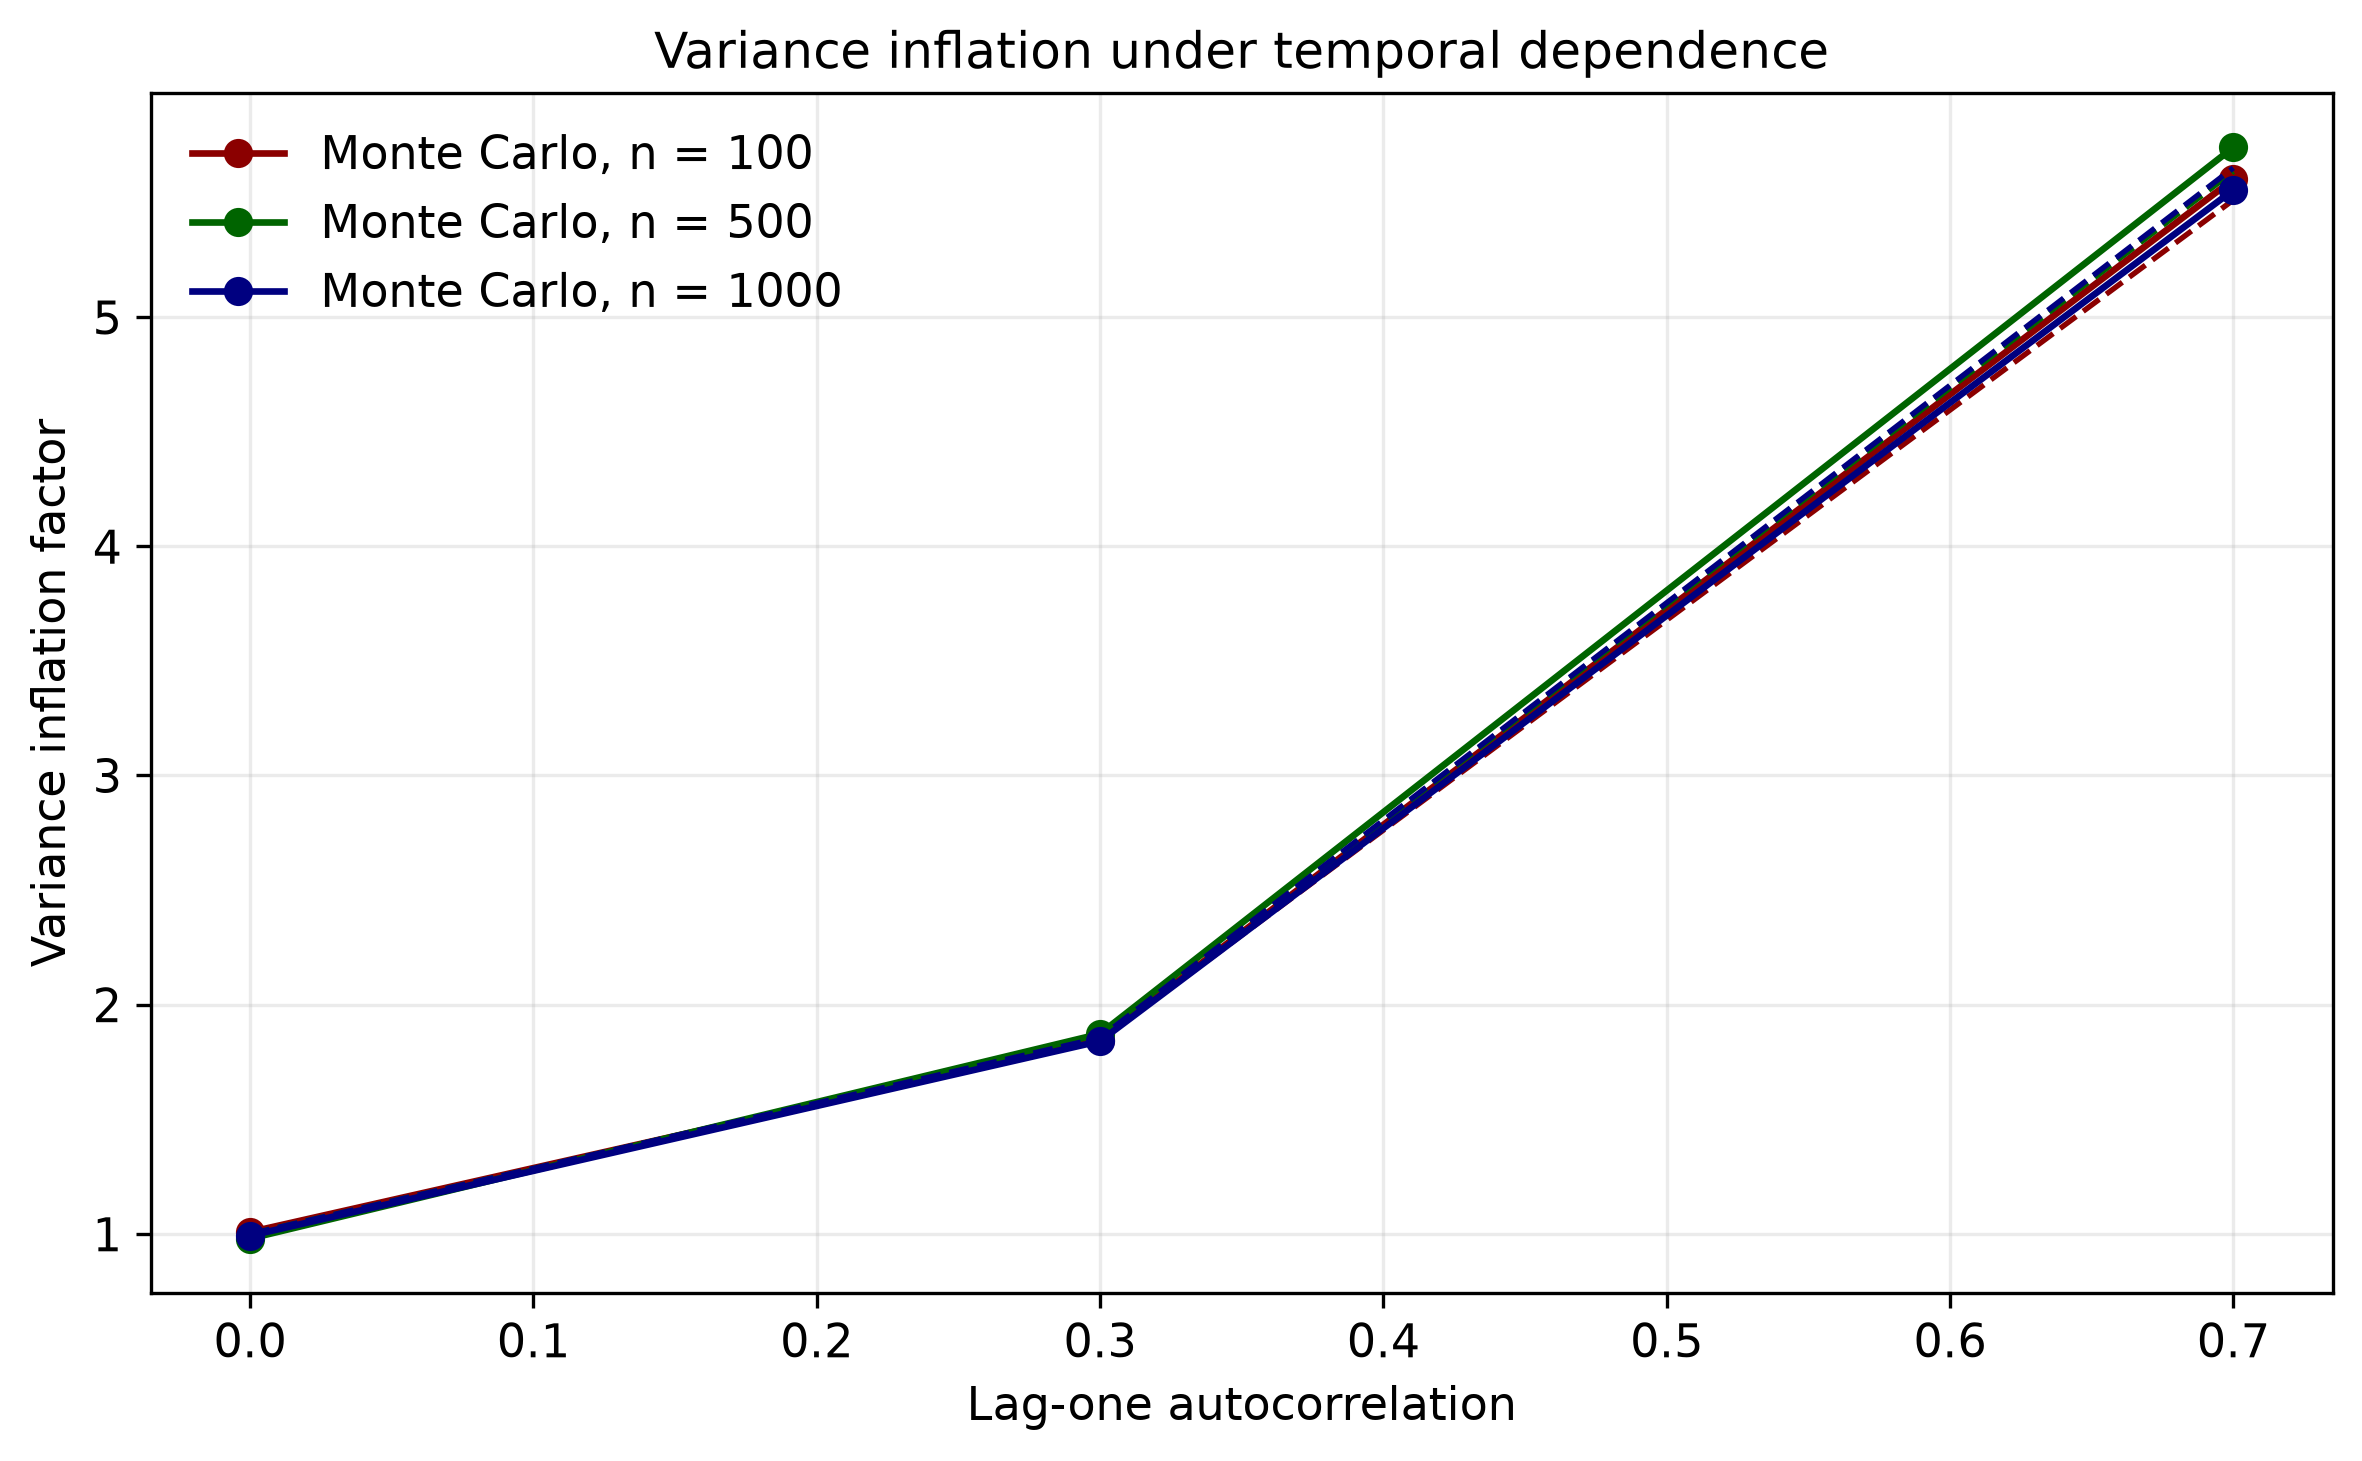 Variance inflation under temporal dependence
Monte Carlo, n = 100
Monte Carlo, n = 500
Monte Carlo, n = 1000
Variance inflation factor
5
4
3
2
1
0.0 0.1 0.2 0.3 0.4 0.5 0.6 0.7
Lag-one autocorrelation